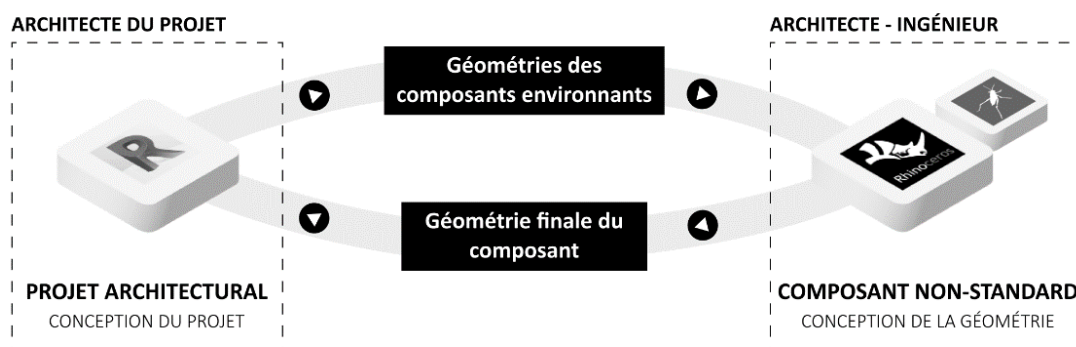 ARCHITECTE DU PROJET
ARCHITECTE - INGÉNIEUR
Géométries des
composants environnants
R
Rhinoceros
Géométrie finale du
composant
PROJET ARCHITECTURAL
CONCEPTION DU PROJET
COMPOSANT NON-STANDARD
CONCEPTION DE LA GÉOMÉTRIE